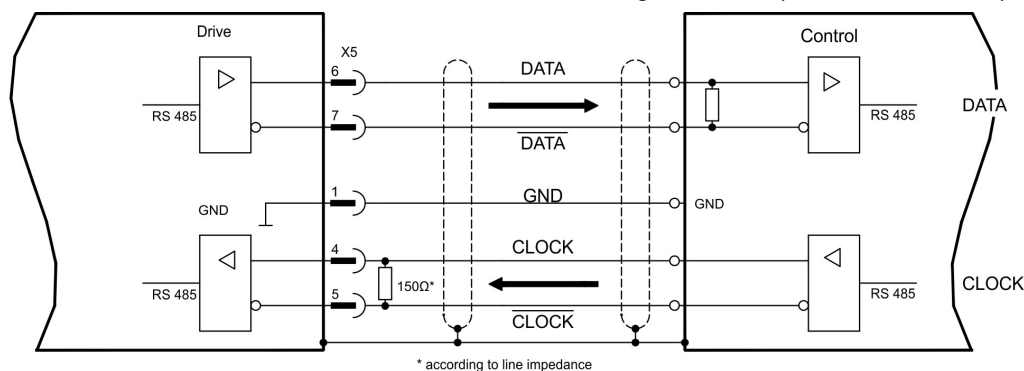 Drive
X5
Control
6
DATA
RS 485
RS 485
DATA
7
DATA
1
GND
GND
GND
4
CLOCK
RS 485
150Ω*
RS 485
CLOCK
5
CLOCK
* according to line impedance